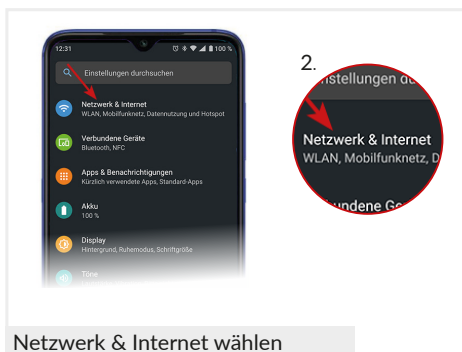 12:31
100 %
Einstellungen durchsuchen
Netzwerk & Internet
WLAN, Mobilfunknetz, Datennutzung und Hotspot
Verbundene Geräte
Bluetooth, NFC
Apps & Benachrichtigungen
Kürzlich verwendete Apps, Standard-Apps
Akku
100 %
Display
Hintergrund, Ruhemodus, Schriftgröße
Töne
2.
nstellungen du
Netzwerk & Internet
WLAN, Mobilfunknetz, D
undene Ge
Netzwerk & Internet wählen